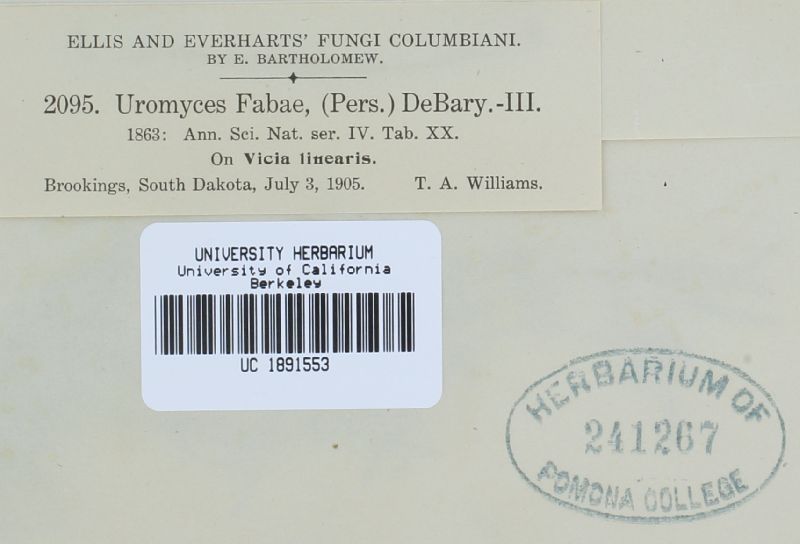 ELLIS AND EVERHARTS' FUNGI COLUMBIANI.
BY E. BARTHOLOMEW.
2095. Uromyces Fabae, (Pers.) DeBary.-III.
1863: Ann. Sci. Nat. ser. IV. Tab. XX.
On Vicia linearis.
Brookings, South Dakota, July 3, 1905. T. A. Williams.
UNIVERSITY HERBARIUM
University of California
Berkeley
UC 1891553
HERBARIUM OF
241267
POMONA COLLEGE